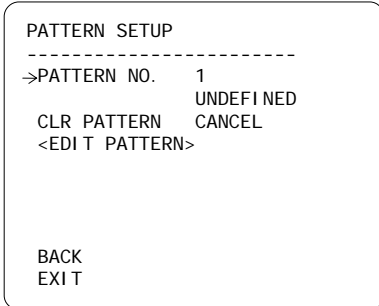 PATTERN SETUP
------------------------
→PATTERN NO. 1
UNDEFINED
CLR PATTERN CANCEL
<EDIT PATTERN>
BACK
EXIT